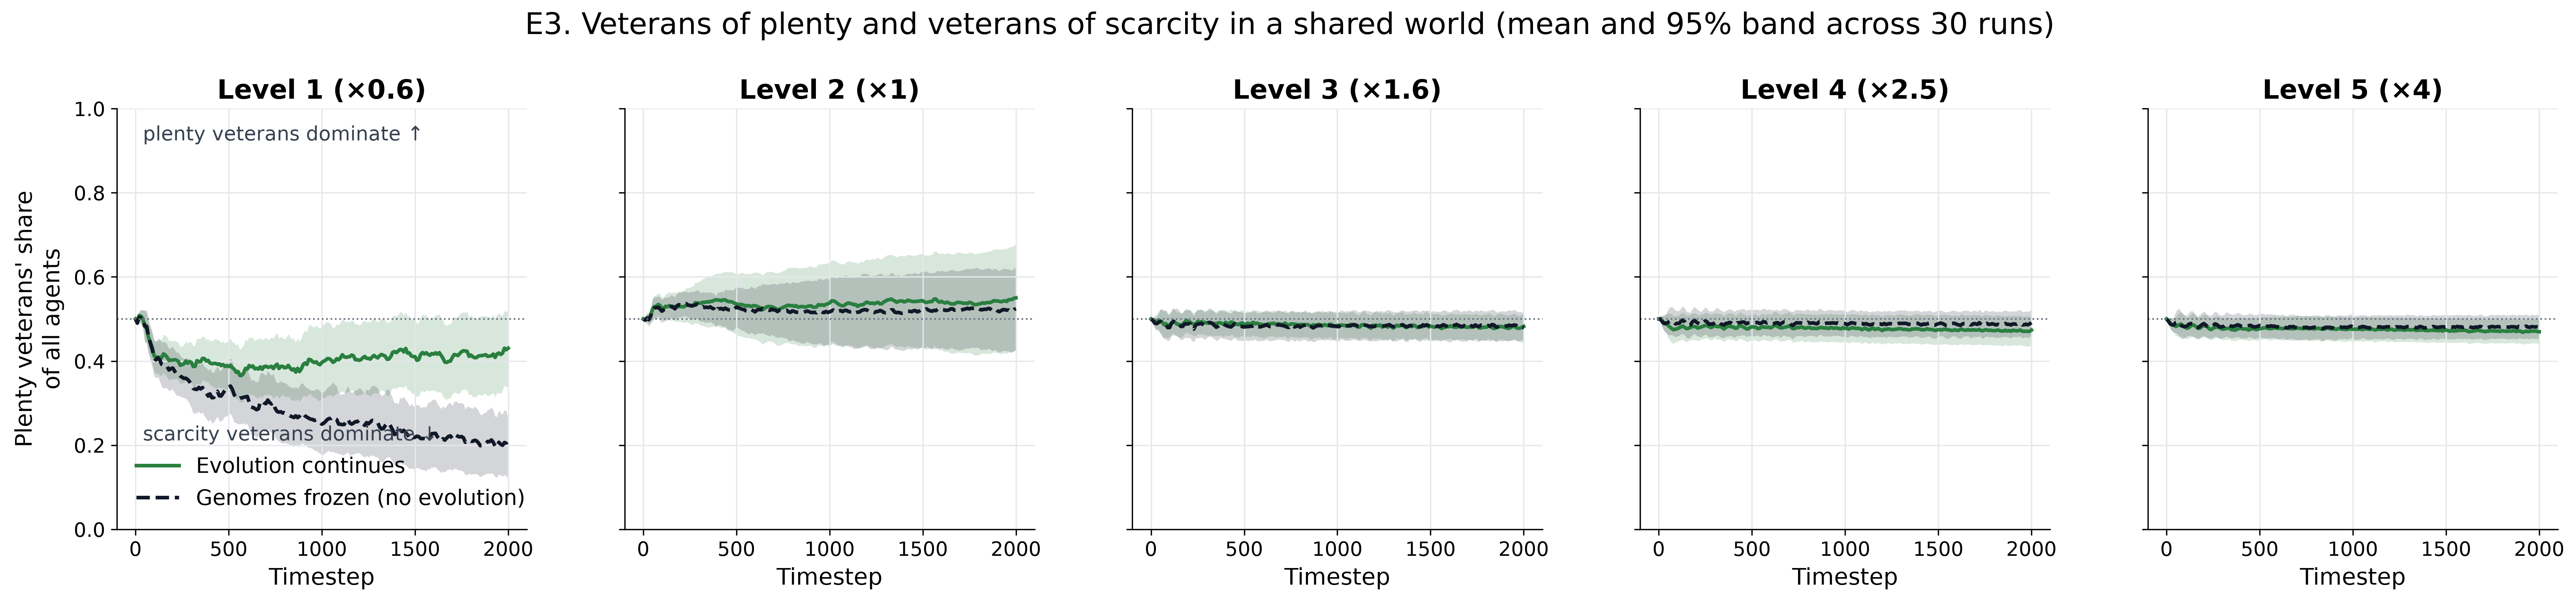 E3. Veterans of plenty and veterans of scarcity in a shared world (mean and 95% band across 30 runs)
Level 1 (×0.6)
Level 2 (×1)
Level 3 (×1.6)
Level 4 (×2.5)
Level 5 (×4)
Plenty veterans' share
of all agents
1.0
0.8
0.6
0.4
0.2
0.0
plenty veterans dominate ↑
scarcity veterans dominate ↓
Evolution continues
Genomes frozen (no evolution)
0 500 1000 1500 2000
0 500 1000 1500 2000
0 500 1000 1500 2000
0 500 1000 1500 2000
0 500 1000 1500 2000
Timestep
Timestep
Timestep
Timestep
Timestep